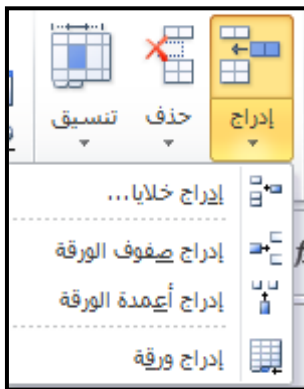 إدراج
حذف
تنسيق
إدراج خلايا...
إدراج صفوف الورقة
إدراج أعمدة الورقة
إدراج ورقة